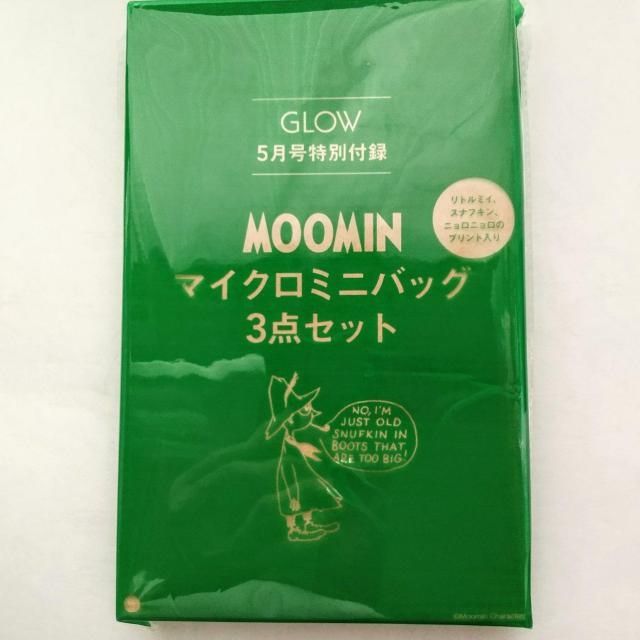 GLOW
5月号特別付録
MOOMIN
リトルミイ、
スナフキン、
ニョロニョロの
プリント入り
マイクロミニバッグ
3点セット
NO, I'M
JUST OLD
SNUFKIN IN
BOOTS THAT
ARE TOO BIG!
©Moomin Characters